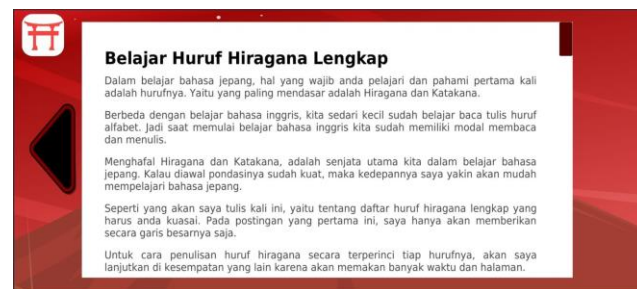 Belajar Huruf Hiragana Lengkap
Dalam belajar bahasa jepang, hal yang wajib anda pelajari dan pahami pertama kali
adalah hurufnya. Yaitu yang paling mendasar adalah Hiragana dan Katakana.
Berbeda dengan belajar bahasa inggris, kita sedari kecil sudah belajar baca tulis huruf
alfabet. Jadi saat memulai belajar bahasa inggris kita sudah memiliki modal membaca
dan menulis.
Menghafal Hiragana dan Katakana, adalah senjata utama kita dalam belajar bahasa
jepang. Kalau diawal pondasinya sudah kuat, maka kedepannya saya yakin akan mudah
mempelajari bahasa jepang.
Seperti yang akan saya tulis kali ini, yaitu tentang daftar huruf hiragana lengkap yang
harus anda kuasai. Pada postingan yang pertama ini, saya hanya akan memberikan
secara garis besarnya saja.
Untuk cara penulisan huruf hiragana secara terperinci tiap hurufnya, akan saya
lanjutkan di kesempatan yang lain karena akan memakan banyak waktu dan halaman.